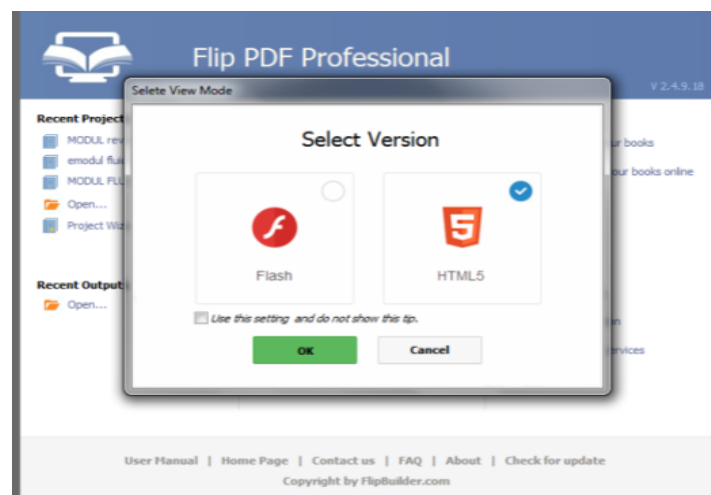 Flip PDF Professional
V 2.4.9.18
Selete View Mode
Select Version
Flash
HTML5
Use this setting and do not show this tip.
OK
Cancel
Recent Project
MODUL rev
emodul flui
MODUL FLU
Open...
Project Wiz
Recent Output
Open...
ur books
our books online
ervices
User Manual | Home Page | Contact us | FAQ | About | Check for update
Copyright by FlipBuilder.com